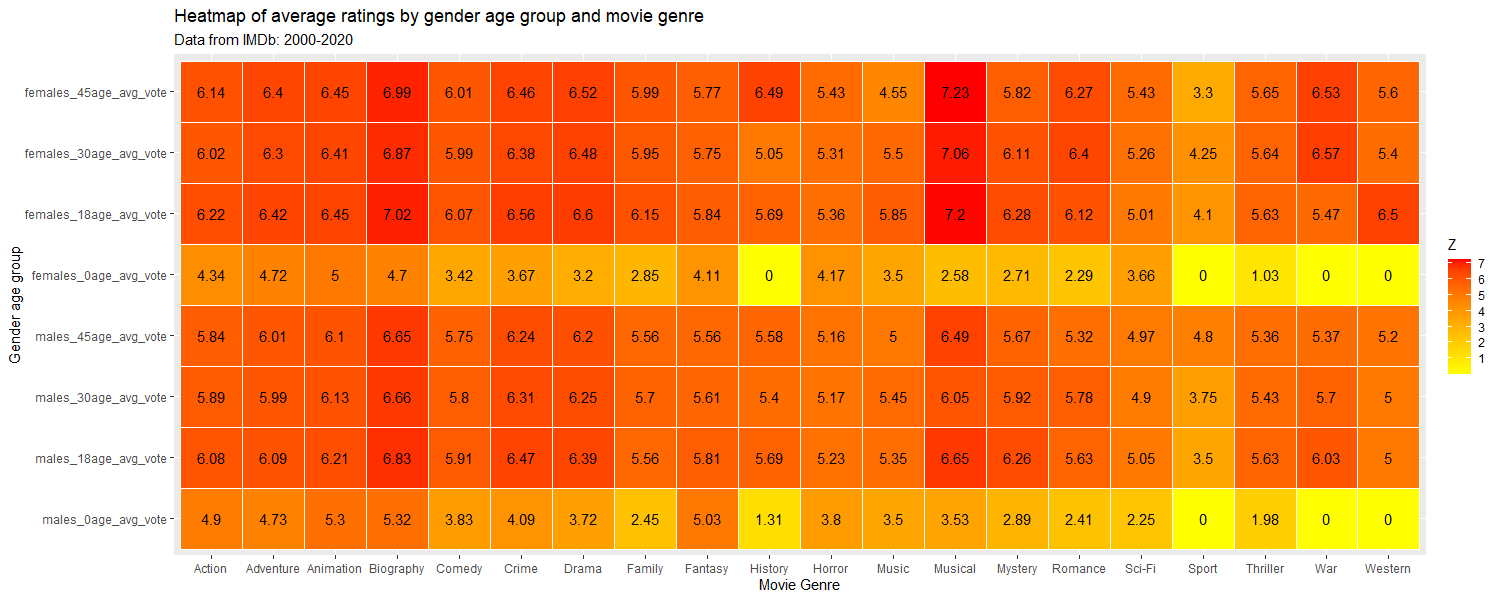 Heatmap of average ratings by gender age group and movie genre
Data from IMDb: 2000-2020
Gender age group
females_45age_avg_vote 6.14 6.4 6.45 6.99 6.01 6.46 6.52 5.99 5.77 6.49 5.43 4.55 7.23 5.82 6.27 5.43 3.3 5.65 6.53 5.6
females_30age_avg_vote 6.02 6.3 6.41 6.87 5.99 6.38 6.48 5.95 5.75 5.05 5.31 5.5 7.06 6.11 6.4 5.26 4.25 5.64 6.57 5.4
females_18age_avg_vote 6.22 6.42 6.45 7.02 6.07 6.56 6.6 6.15 5.84 5.69 5.36 5.85 7.2 6.28 6.12 5.01 4.1 5.63 5.47 6.5
females_0age_avg_vote 4.34 4.72 5 4.7 3.42 3.67 3.2 2.85 4.11 0 4.17 3.5 2.58 2.71 2.29 3.66 0 1.03 0 0
males_45age_avg_vote 5.84 6.01 6.1 6.65 5.75 6.24 6.2 5.56 5.56 5.58 5.16 5 6.49 5.67 5.32 4.97 4.8 5.36 5.37 5.2
males_30age_avg_vote 5.89 5.99 6.13 6.66 5.8 6.31 6.25 5.7 5.61 5.4 5.17 5.45 6.05 5.92 5.78 4.9 3.75 5.43 5.7 5
males_18age_avg_vote 6.08 6.09 6.21 6.83 5.91 6.47 6.39 5.56 5.81 5.69 5.23 5.35 6.65 6.26 5.63 5.05 3.5 5.63 6.03 5
males_0age_avg_vote 4.9 4.73 5.3 5.32 3.83 4.09 3.72 2.45 5.03 1.31 3.8 3.5 3.53 2.89 2.41 2.25 0 1.98 0 0
Action Adventure Animation Biography Comedy Crime Drama Family Fantasy History Horror Music Musical Mystery Romance Sci-Fi Sport Thriller War Western
Movie Genre
Z
7
6
5
4
3
2
1